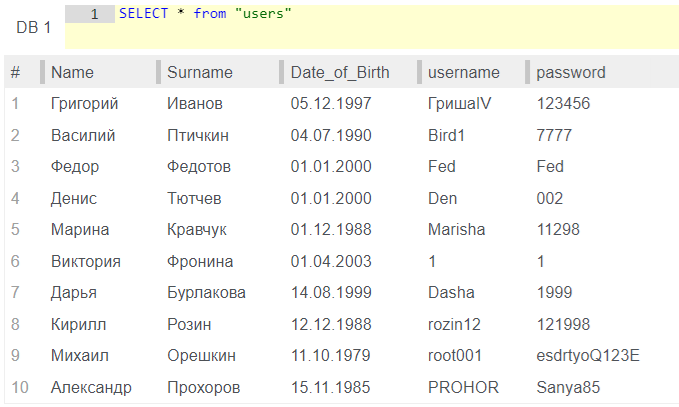 DB 1 1 SELECT * from "users"
# Name Surname Date_of_Birth username password
1 Григорий Иванов 05.12.1997 ГришаIV 123456
2 Василий Птичкин 04.07.1990 Bird1 7777
3 Федор Федотов 01.01.2000 Fed Fed
4 Денис Тютчев 01.01.2000 Den 002
5 Марина Кравчук 01.12.1988 Marisha 11298
6 Виктория Фронина 01.04.2003 1 1
7 Дарья Бурлакова 14.08.1999 Dasha 1999
8 Кирилл Розин 12.12.1988 rozin12 121998
9 Михаил Орешкин 11.10.1979 root001 esdrtyoQ123E
10 Александр Прохоров 15.11.1985 PROHOR Sanya85